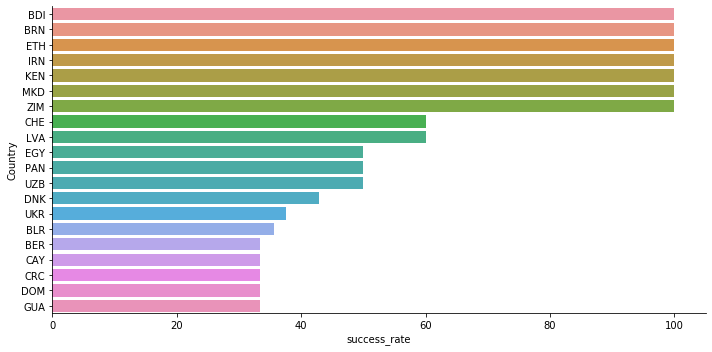 BDI
BRN
ETH
IRN
KEN
MKD
ZIM
CHE
LVA
EGY
PAN
UZB
DNK
UKR
BLR
BER
CAY
CRC
DOM
GUA
Country
0 20 40 60 80 100
success_rate